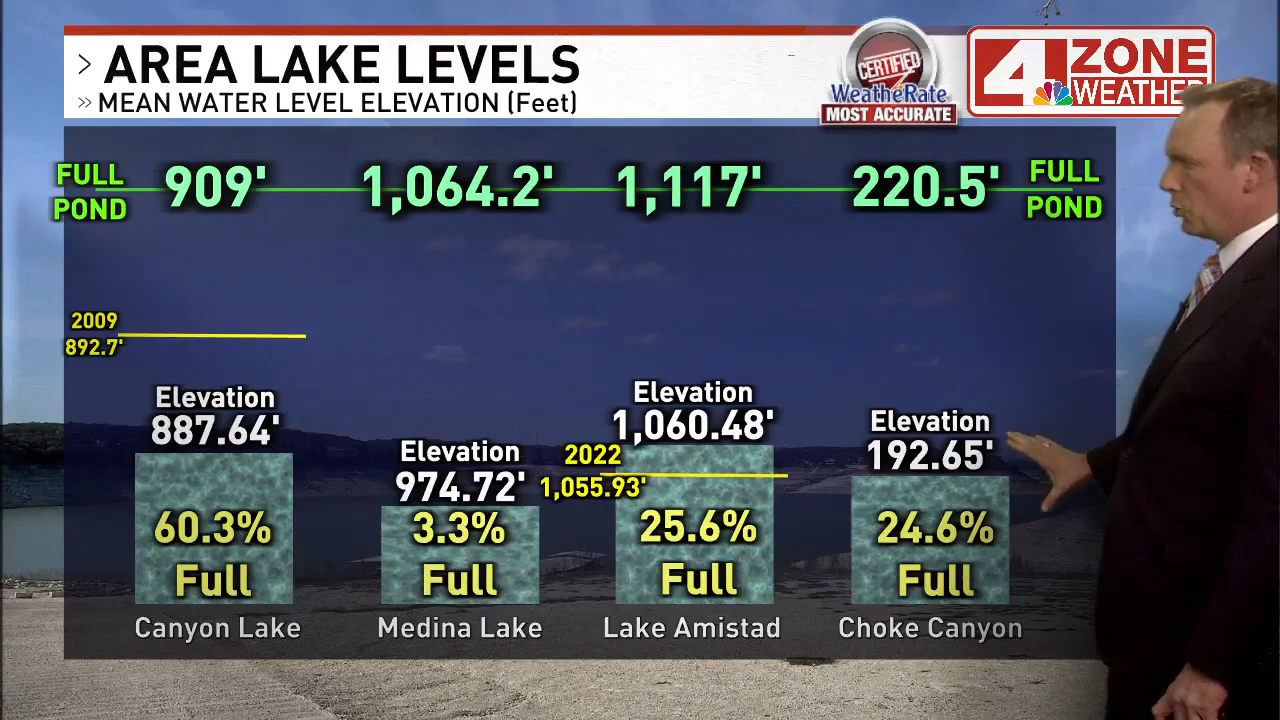 > AREA LAKE LEVELS
» MEAN WATER LEVEL ELEVATION (Feet)
CERTIFIED
WeatheRate
MOST ACCURATE
4 ZONE
WEATHER
FULL POND
909'
1,064.2'
1,117'
220.5'
FULL POND
2009
892.7'
Elevation
887.64'
60.3%
Full
Canyon Lake
Elevation
974.72'
3.3%
Full
Medina Lake
Elevation
1,060.48'
2022
1,055.93'
25.6%
Full
Lake Amistad
Elevation
192.65'
24.6%
Full
Choke Canyon